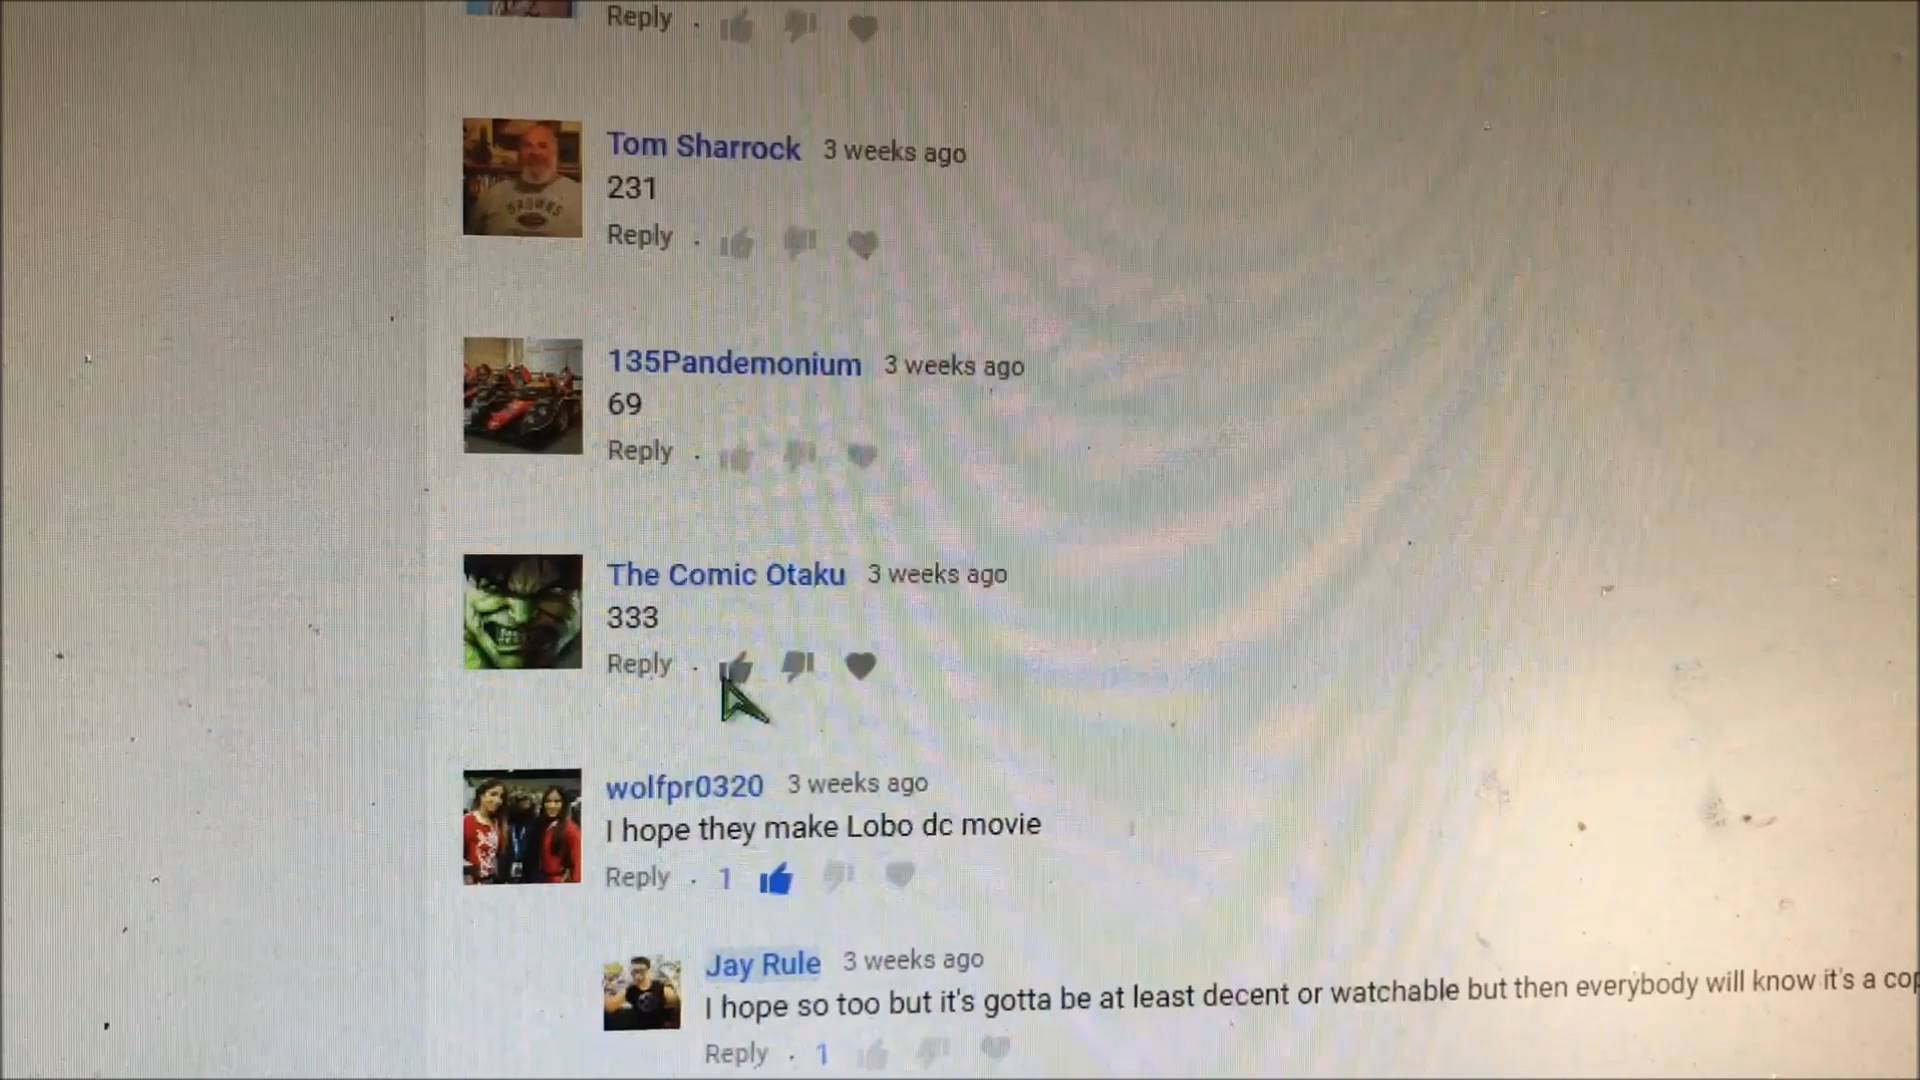 Reply .
Tom Sharrock 3 weeks ago
231
Reply .
BROWNS
135Pandemonium 3 weeks ago
69
Reply .
The Comic Otaku 3 weeks ago
333
Reply .
wolfpr0320 3 weeks ago
I hope they make Lobo dc movie
Reply . 1
Jay Rule 3 weeks ago
I hope so too but it's gotta be at least decent or watchable but then everybody will know it's a cop
Reply . 1